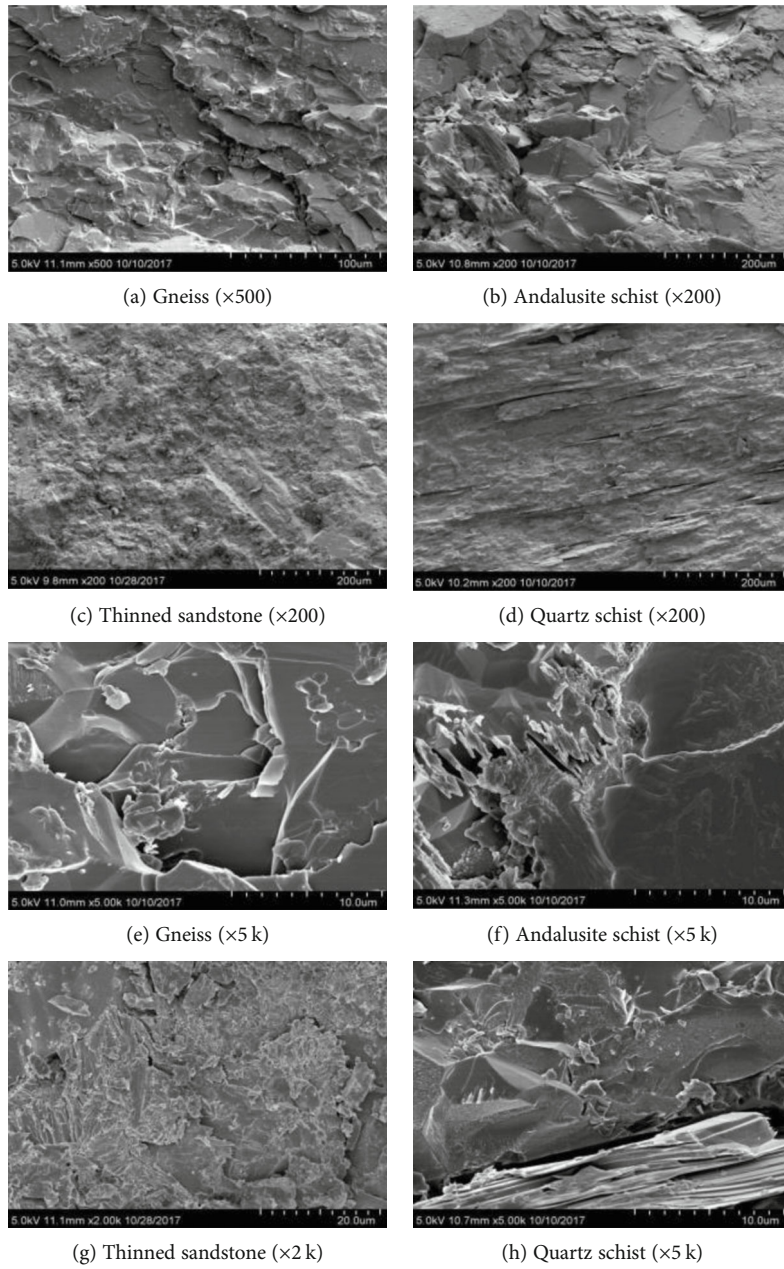 5.0kV 11.1mm x500 10/10/2017 100um
5.0kV 10.8mm x200 10/10/2017 200um
(a) Gneiss (×500)
(b) Andalusite schist (×200)
5.0kV 9.8mm x200 10/28/2017 200um
5.0kV 10.2mm x200 10/10/2017 200um
(c) Thinned sandstone (×200)
(d) Quartz schist (×200)
5.0kV 11.0mm x5.00k 10/10/2017 10.0um
5.0kV 11.3mm x5.00k 10/10/2017 10.0um
(e) Gneiss (×5 k)
(f) Andalusite schist (×5 k)
5.0kV 11.1mm x2.00k 10/28/2017 20.0um
5.0kV 10.7mm x5.00k 10/10/2017 10.0um
(g) Thinned sandstone (×2 k)
(h) Quartz schist (×5 k)